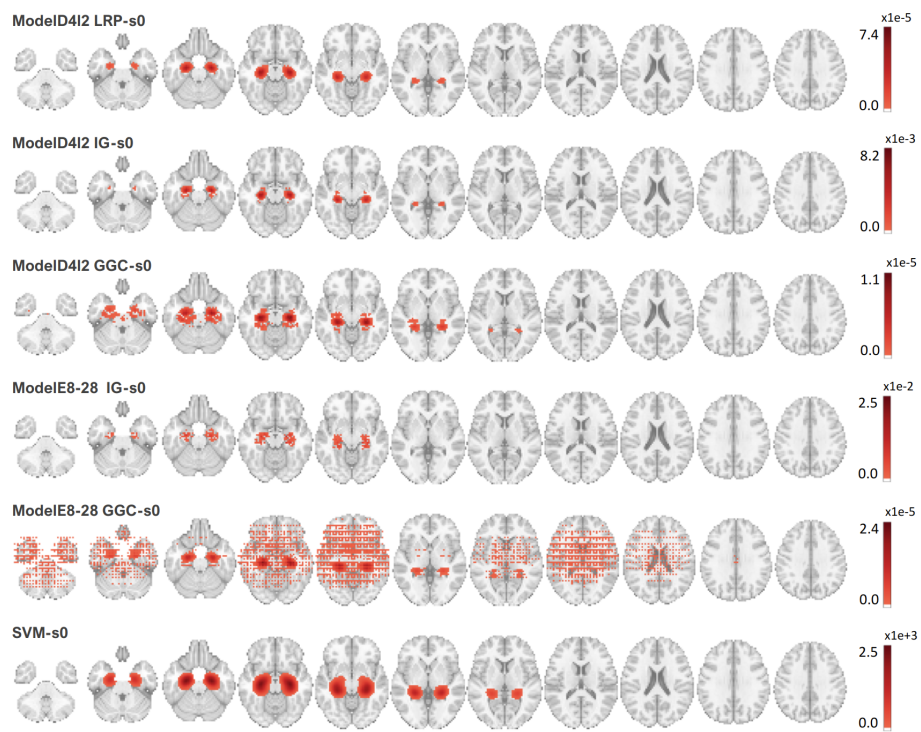 ModelD4l2 LRP-s0
x1e-5
7.4
0.0
ModelD4l2 IG-s0
x1e-3
8.2
0.0
ModelD4l2 GGC-s0
x1e-5
1.1
0.0
ModelE8-28 IG-s0
x1e-2
2.5
0.0
ModelE8-28 GGC-s0
x1e-5
2.4
0.0
SVM-s0
x1e+3
2.5
0.0